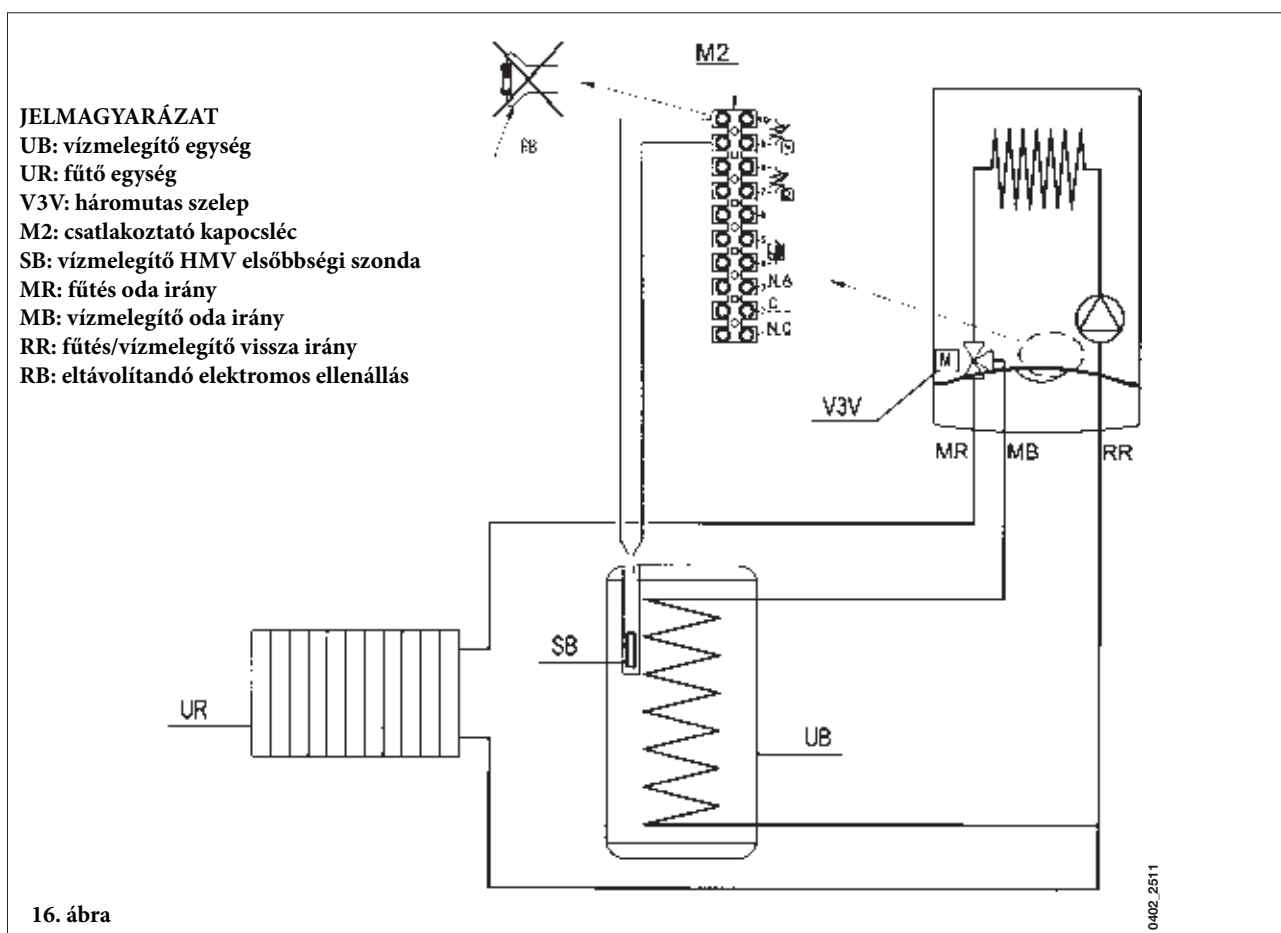 JELMAGYARÁZAT
UB: vízmelegítő egység
UR: fűtő egység
V3V: háromutas szelep
M2: csatlakoztató kapocsléc
SB: vízmelegítő HMV elsőbbségi szonda
MR: fűtés oda irány
MB: vízmelegítő oda irány
RR: fűtés/vízmelegítő vissza irány
RB: eltávolítandó elektromos ellenállás
M2
M
V3V
MR MB RR
SB
UR
UB
16. ábra
0402_2511